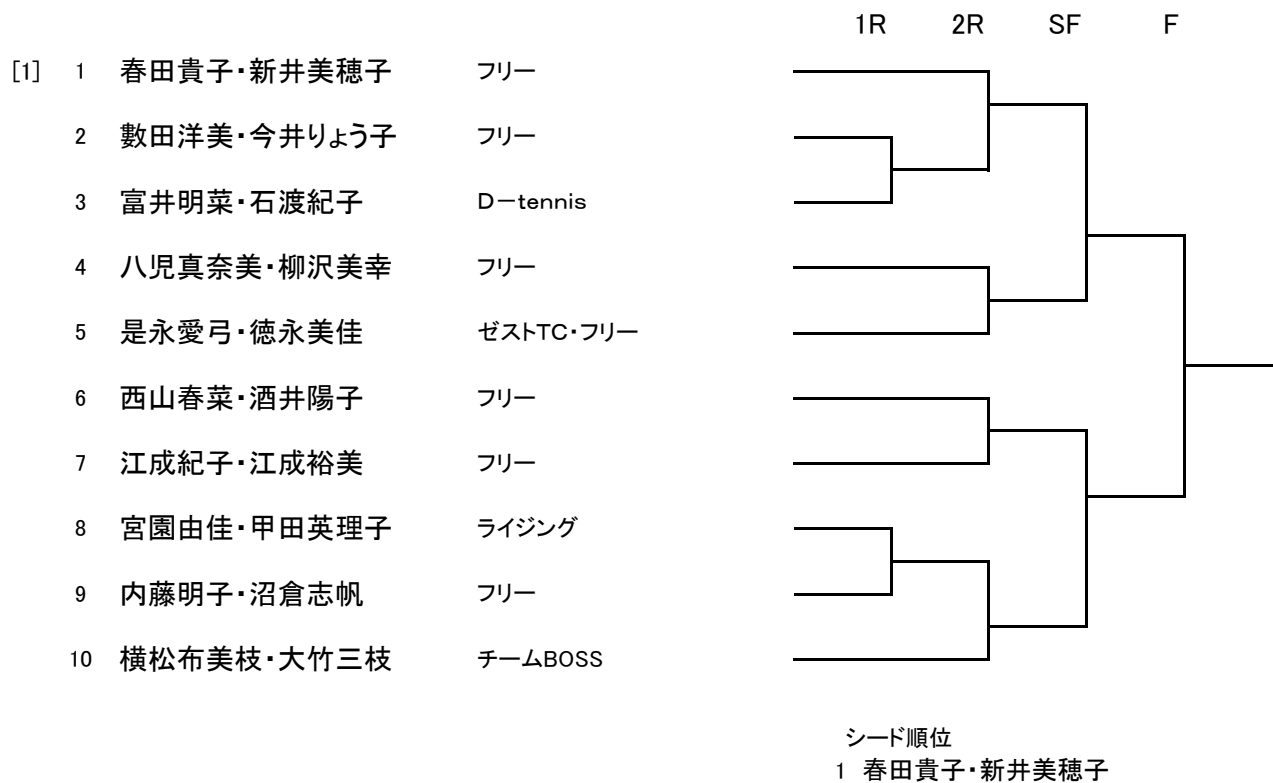 1R 2R SF F
[1] 1 春田貴子・新井美穂子 フリー
2 數田洋美・今井りょう子 フリー
3 富井明菜・石渡紀子 D－tennis
4 八児真奈美・柳沢美幸 フリー
5 是永愛弓・徳永美佳 ゼストTC・フリー
6 西山春菜・酒井陽子 フリー
7 江成紀子・江成裕美 フリー
8 宮園由佳・甲田英理子 ライジング
9 内藤明子・沼倉志帆 フリー
10 横松布美枝・大竹三枝 チームBOSS
シード順位
1 春田貴子・新井美穂子